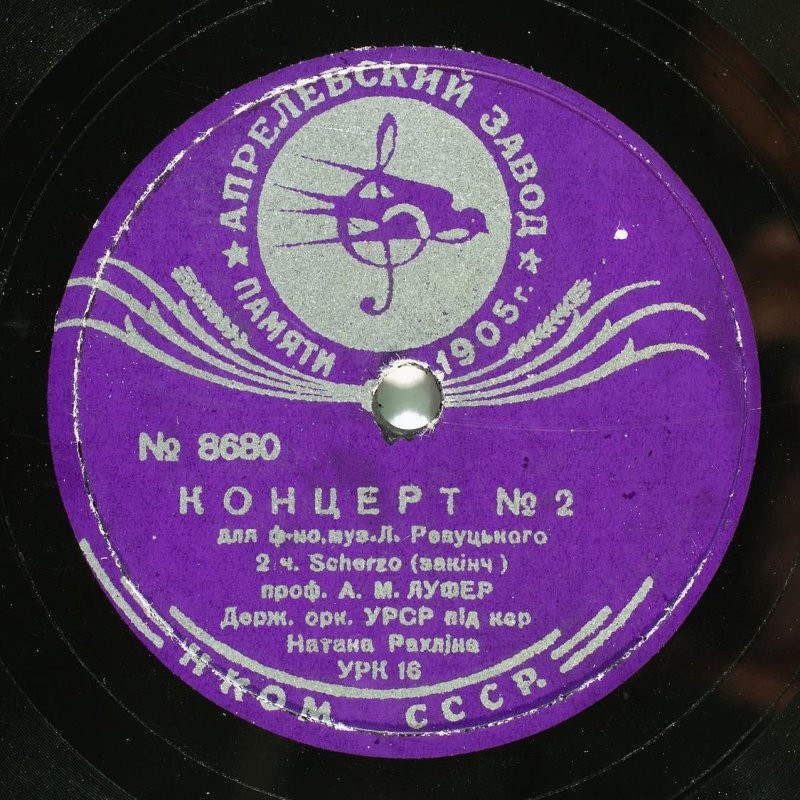 ★ АПРЕЛЕВСКИЙ ЗАВОД ★
ПАМЯТИ 1905 г.
№ 8680
КОНЦЕРТ № 2
для ф-но, муз. Л. Ревуцького
2 ч. Scherzo (закінч)
проф. А. М. ЛУФЕР
Держ. орк. УРСР під кер
Натана Рахліна
УРК 16
Н-КОМ. СССР.